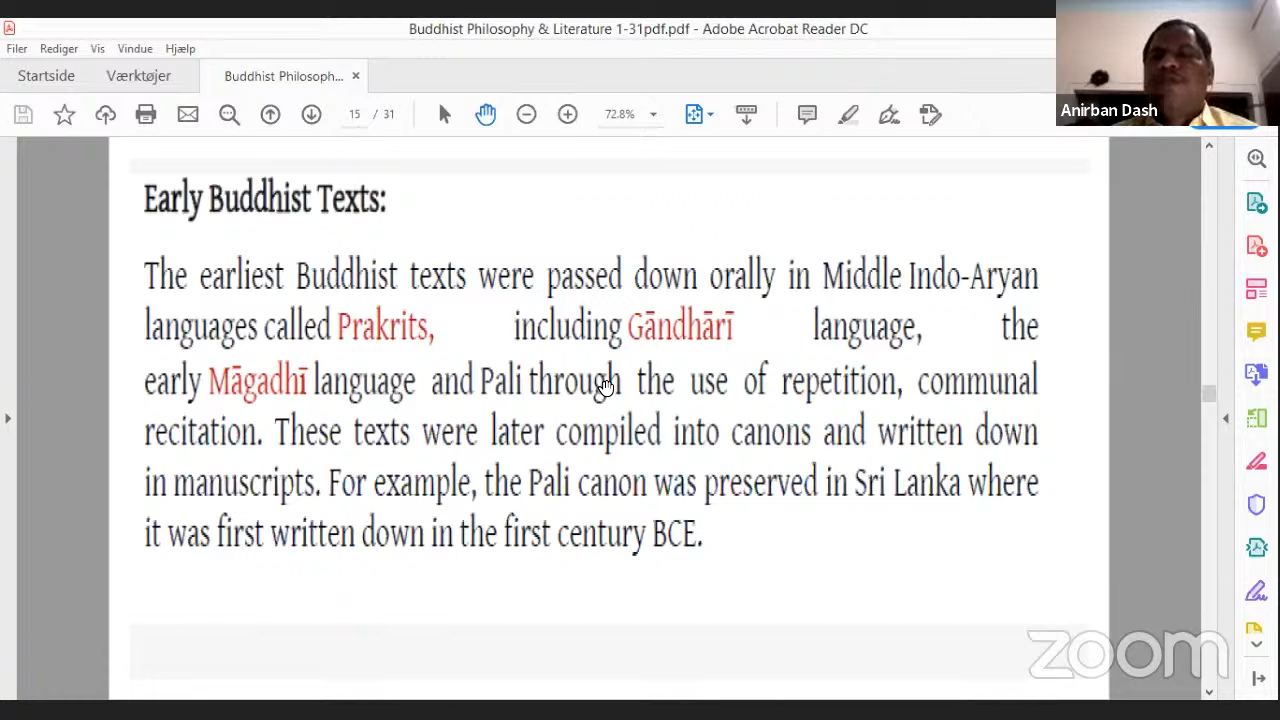 Buddhist Philosophy & Literature 1-31pdf.pdf - Adobe Acrobat Reader DC
Filer Rediger Vis Vindue Hjælp
Startside Værktøjer Buddhist Philosoph... ×
15 / 31 72.8%
Anirban Dash
Early Buddhist Texts:
The earliest Buddhist texts were passed down orally in Middle Indo-Aryan
languages called Prakrits, including Gāndhārī language, the
early Māgadhī language and Pali through the use of repetition, communal
recitation. These texts were later compiled into canons and written down
in manuscripts. For example, the Pali canon was preserved in Sri Lanka where
it was first written down in the first century BCE.
zoom